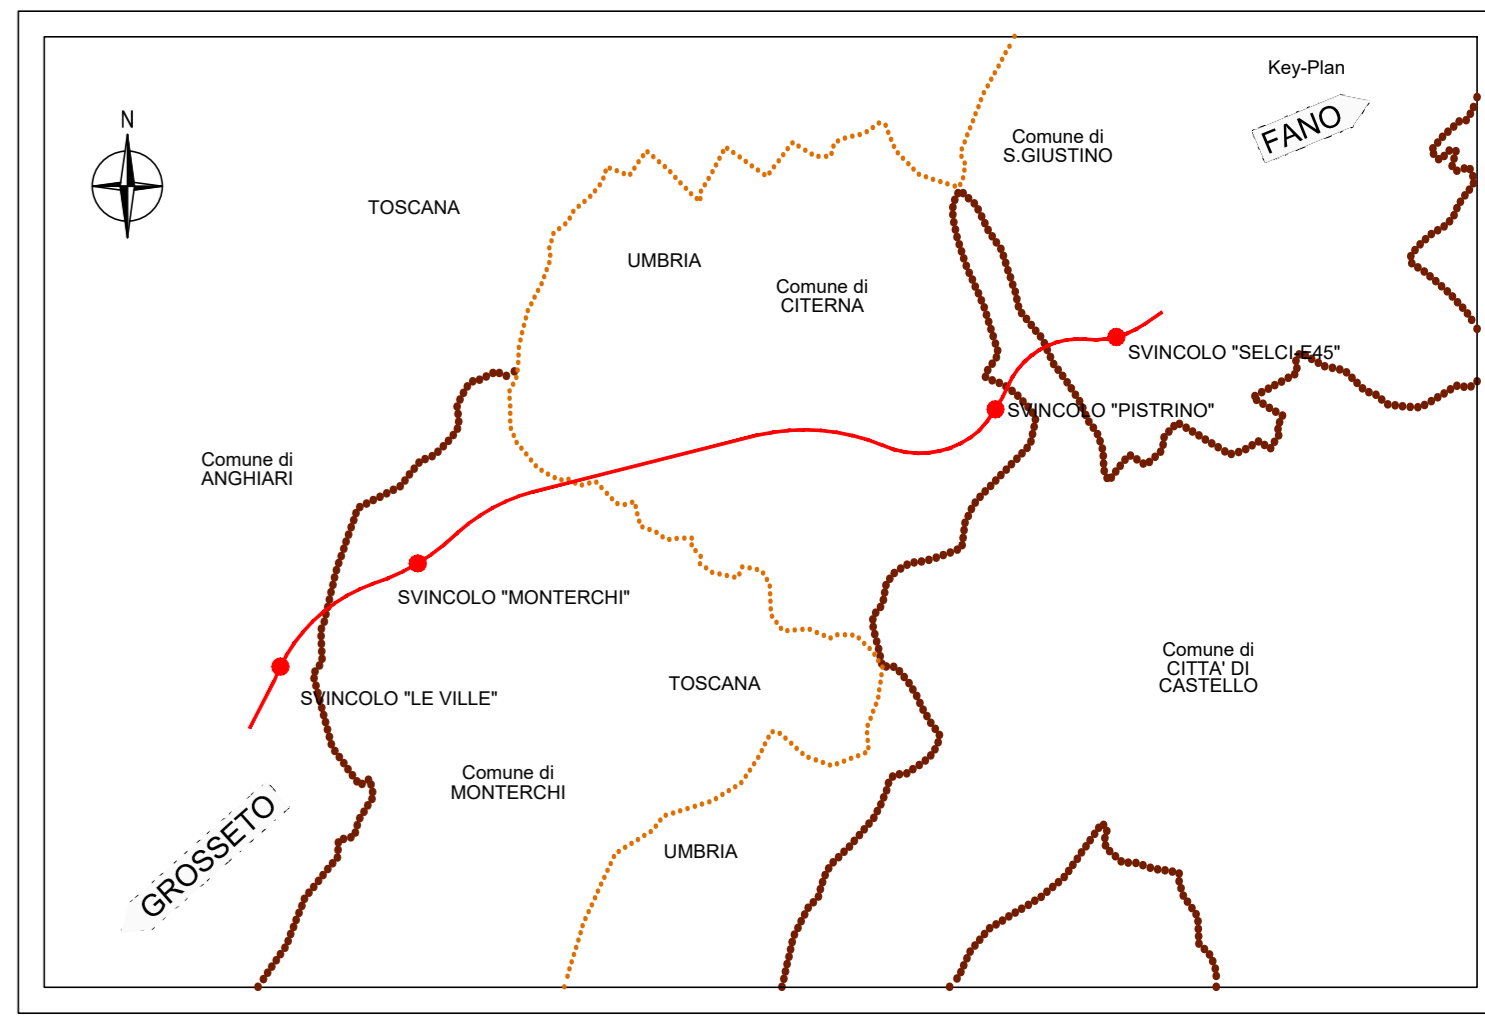 Key-Plan
FANO
N
Comune di
S.GIUSTINO
TOSCANA
UMBRIA
Comune di
CITERNA
SVINCOLO "SELCI-E45"
SVINCOLO "PISTRINO"
Comune di
ANGHIARI
SVINCOLO "MONTERCHI"
Comune di
CITTA' DI
CASTELLO
TOSCANA
SVINCOLO "LE VILLE"
Comune di
MONTERCHI
GROSSETO
UMBRIA